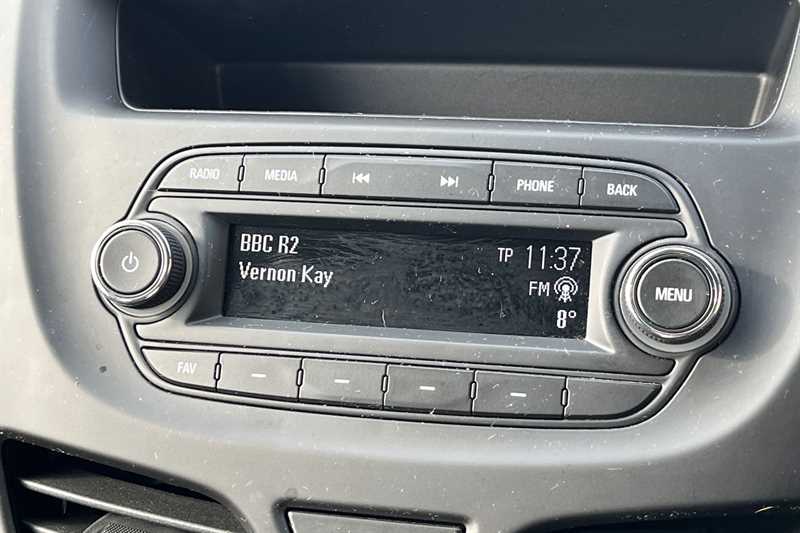 RADIO MEDIA PHONE BACK
BBC R2 TP 11:37
Vernon Kay FM
8°
MENU
FAV